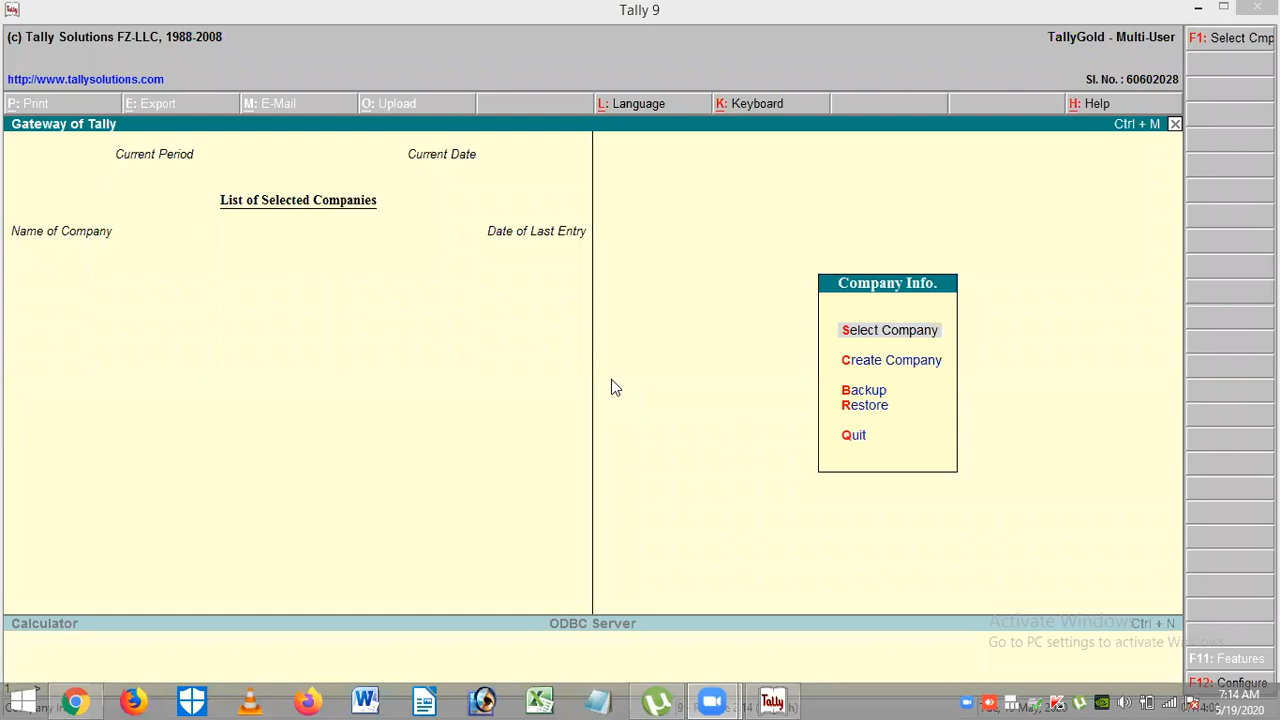 Tally 9
(c) Tally Solutions FZ-LLC, 1988-2008
TallyGold - Multi-User
F1: Select Cmp
http://www.tallysolutions.com
Sl. No. : 60602028
P: Print
E: Export
M: E-Mail
O: Upload
L: Language
K: Keyboard
H: Help
Gateway of Tally
Ctrl + M
Current Period
Current Date
List of Selected Companies
Name of Company
Date of Last Entry
Company Info.
Select Company
Create Company
Backup
Restore
Quit
Calculator
ODBC Server
Ctrl + N
Activate Windows
Go to PC settings to activate Windows.
F11: Features
F12: Configure
7:14 AM
5/19/2020